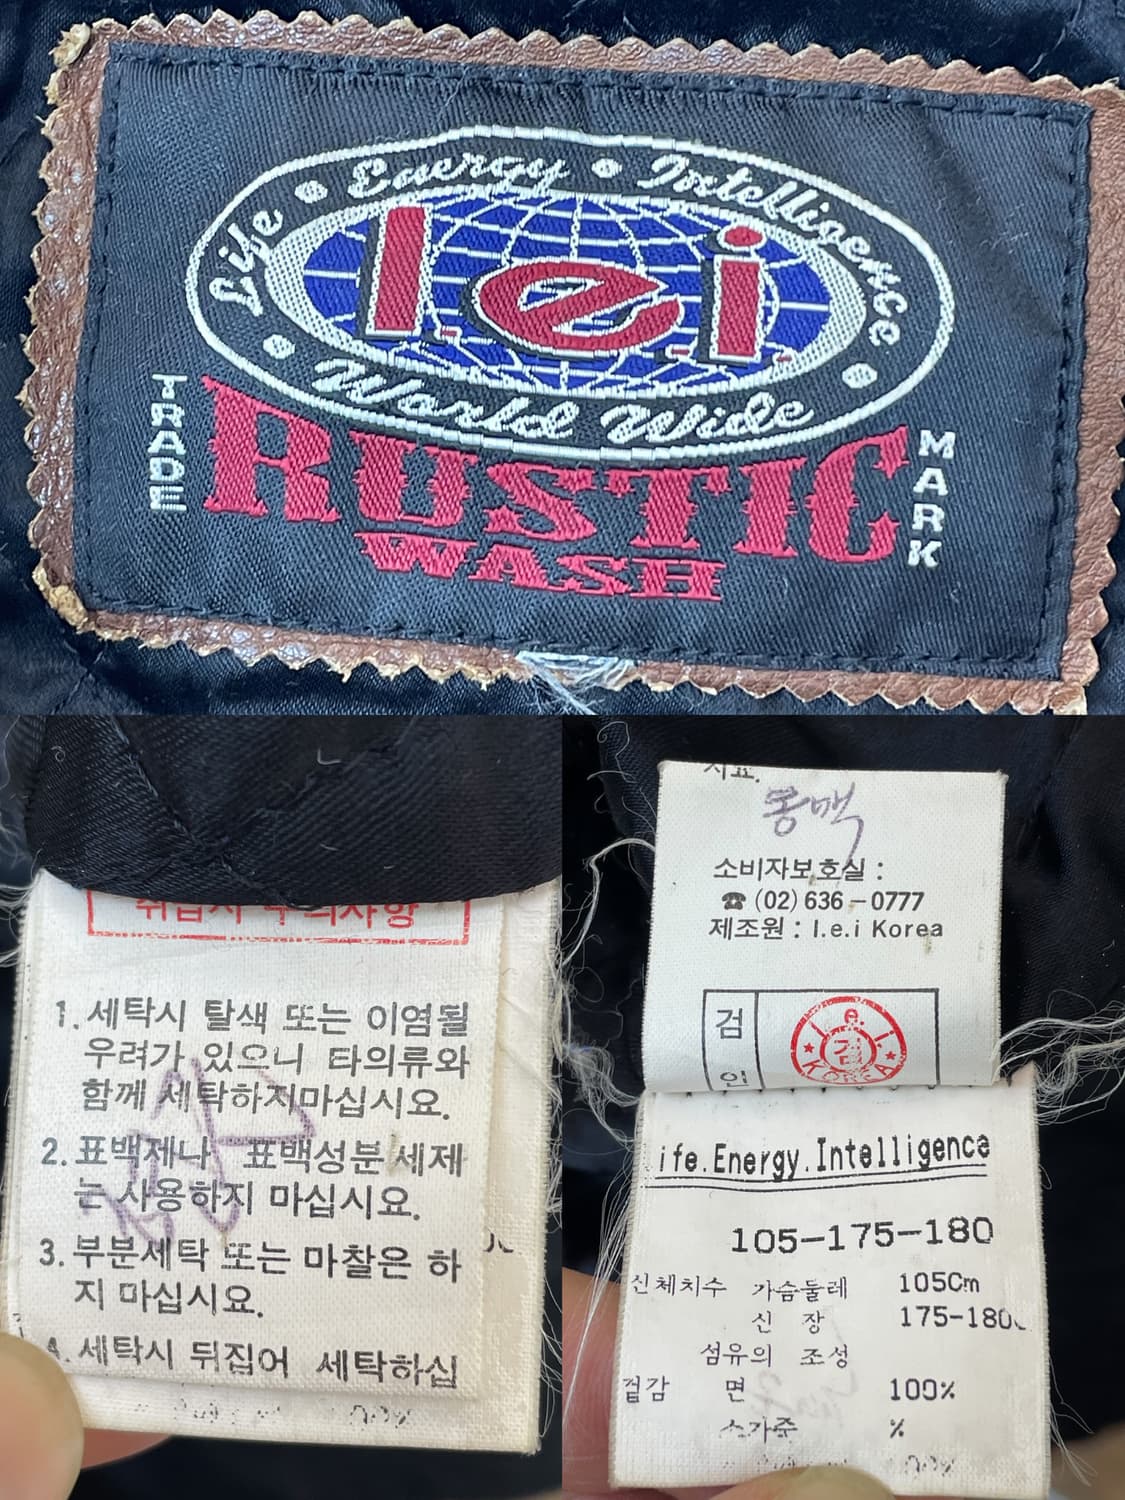 Life • Energy • Intelligence
l.e.i
• World Wide •
TRADE
RUSTIC
MARK
WASH
취급시 주의사항
1. 세탁시 탈색 또는 이염될
우려가 있으니 타의류와
함께 세탁하지마십시요.
2. 표백제나 표백성분 세제
는 사용하지 마십시요.
3. 부분세탁 또는 마찰은 하
지 마십시요.
4. 세탁시 뒤집어 세탁하십
시요.
소비자보호실 :
☎ (02) 636-0777
제조원 : l.e.i Korea
검
인
l.e.i
검
KOREA
ife.Energy.Intelligence
105-175-180
신체치수 가슴둘레 105Cm
신 장 175-180
섬유의 조성
겉감 면 100%
소가죽 %